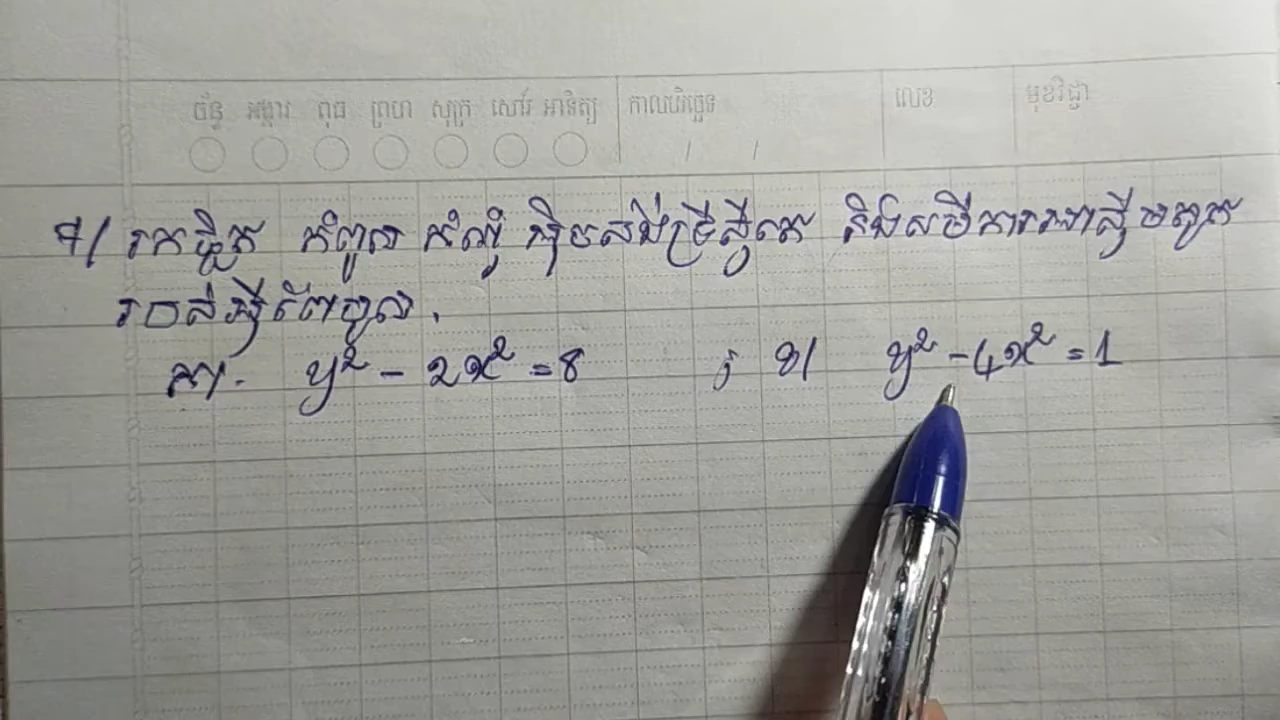 ច័ន្ទ អង្គារ ពុធ ព្រហ សុក្រ សៅរ៍ អាទិត្យ កាលបរិច្ឆេទ លេខ មុខវិជ្ជា
/ /
7/ រកផ្ចិត កំពូល កំណុំ អ៊ិចសង់ទ្រីស៊ីតេ និងសមីការអាស៊ីមតូត
របស់អ៊ីពែបូល .
ក/. y² - 2x² = 8 ; ខ/ y² - 4x² = 1